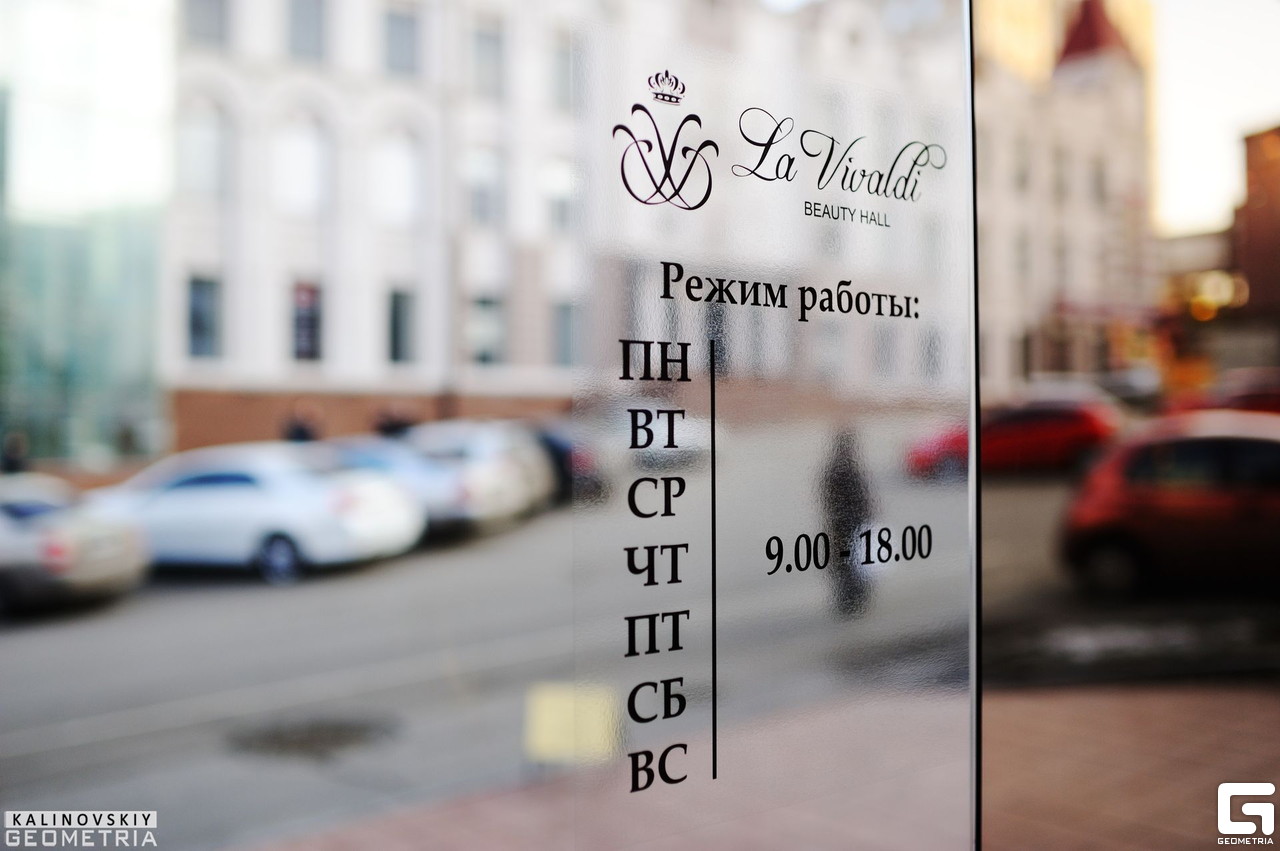 La Vivaldi
BEAUTY HALL
Режим работы:
ПН
ВТ
СР
ЧТ
9.00 - 18.00
ПТ
СБ
ВС
KALINOVSKIY
GEOMETRIA
GEOMETRIA